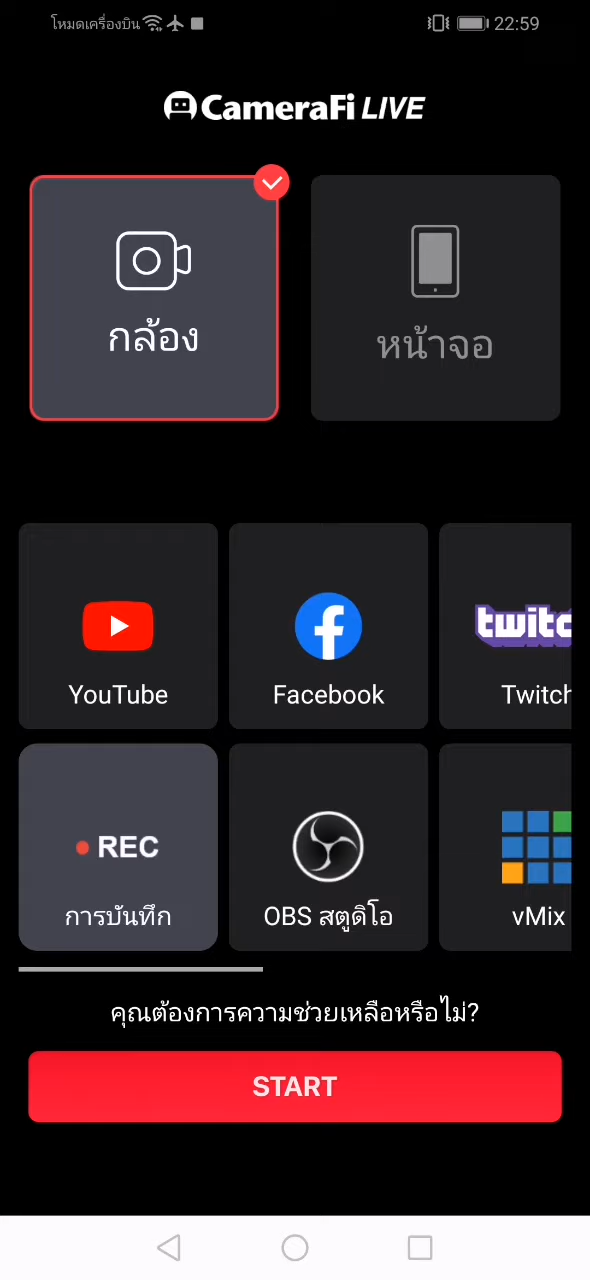 โหมดเครื่องบิน 22:59
CameraFi LIVE
กล้อง
หน้าจอ
YouTube
Facebook
twitc
Twitch
REC
การบันทึก
OBS สตูดิโอ
vMix
คุณต้องการความช่วยเหลือหรือไม่?
START